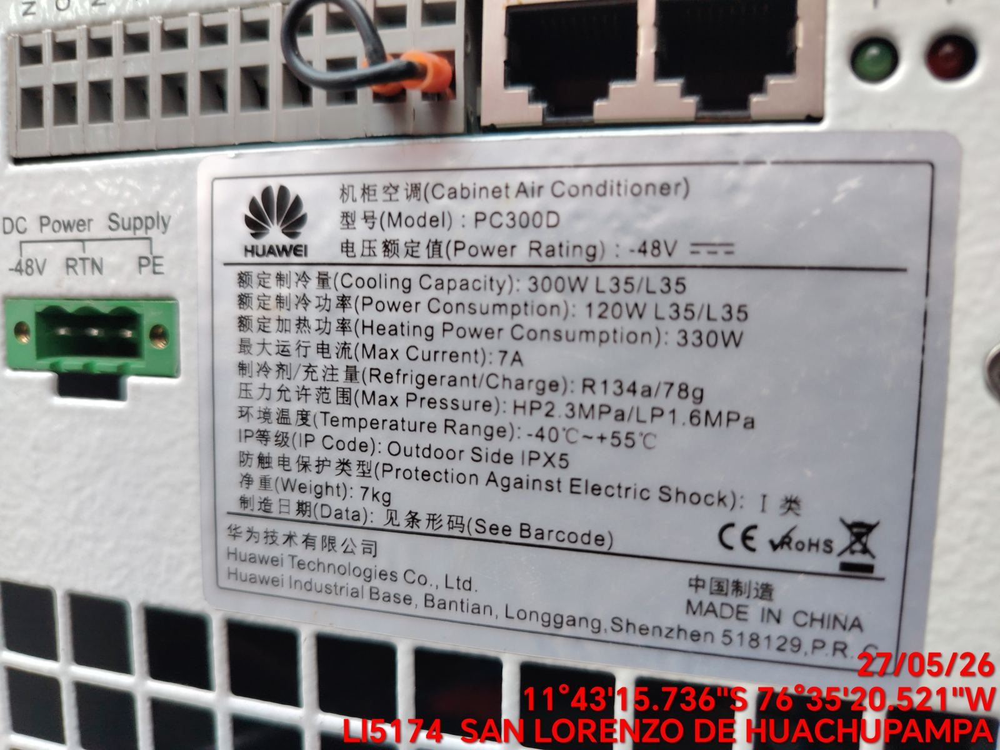 DC Power Supply
-48V RTN PE
HUAWEI
机柜空调(Cabinet Air Conditioner)
型号(Model) : PC300D
电压额定值(Power Rating) : -48V
额定制冷量(Cooling Capacity): 300W L35/L35
额定制冷功率(Power Consumption): 120W L35/L35
额定加热功率(Heating Power Consumption): 330W
最大运行电流(Max Current): 7A
制冷剂/充注量(Refrigerant/Charge): R134a/78g
压力允许范围(Max Pressure): HP2.3MPa/LP1.6MPa
环境温度(Temperature Range): -40℃~+55℃
IP等级(IP Code): Outdoor Side IPX5
防触电保护类型(Protection Against Electric Shock): I 类
净重(Weight): 7kg
制造日期(Data): 见条形码(See Barcode)
CE RoHS
华为技术有限公司
Huawei Technologies Co., Ltd.
Huawei Industrial Base, Bantian, Longgang,Shenzhen 518129,P.R.
中国制造
MADE IN CHINA
27/05/26
11°43'15.736"S 76°35'20.521"W
LI5174 SAN LORENZO DE HUACHUPAMPA